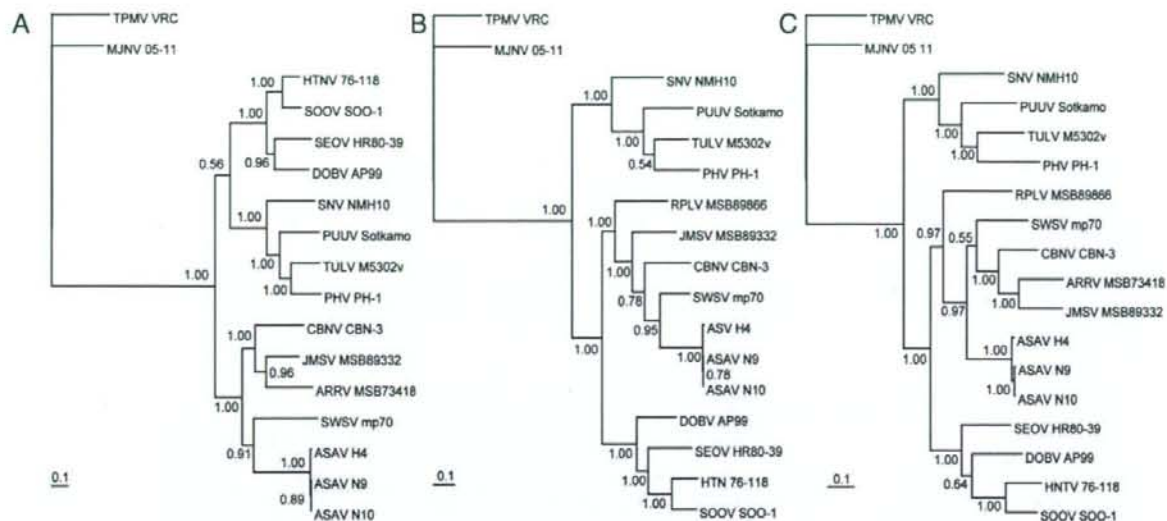 A
TPMV VRC
MJNV 05-11
1.00
HTNV 76-118
1.00
SOOV SOO-1
SEOV HR80-39
0.96
DOBV AP99
0.56
SNV NMH10
1.00
PUUV Sotkamo
1.00
TULV M5302v
1.00
PHV PH-1
1.00
CBNV CBN-3
1.00
JMSV MSB89332
0.96
ARRV MSB73418
1.00
SWSV mp70
0.91
ASAV H4
1.00
ASAV N9
0.89
ASAV N10
0.1
B
TPMV VRC
MJNV 05-11
SNV NMH10
1.00
PUUV Sotkamo
1.00
TULV M5302v
0.54
PHV PH-1
1.00
RPLV MSB89866
1.00
JMSV MSB89332
1.00
CBNV CBN-3
0.78
SWSV mp70
0.95
ASV H4
1.00
ASAV N9
0.78
ASAV N10
1.00
DOBV AP99
1.00
SEOV HR80-39
1.00
HTN 76-118
1.00
SOOV SOO-1
0.1
C
TPMV VRC
MJNV 05 11
SNV NMH10
1.00
PUUV Sotkamo
1.00
TULV M5302v
1.00
PHV PH-1
1.00
RPLV MSB89866
0.97
SWSV mp70
0.55
CBNV CBN-3
1.00
ARRV MSB73418
1.00
JMSV MSB89332
0.97
ASAV H4
1.00
ASAV N9
1.00
ASAV N10
1.00
SEOV HR80-39
1.00
DOBV AP99
0.64
HNTV 76-118
1.00
SOOV SOO-1
0.1